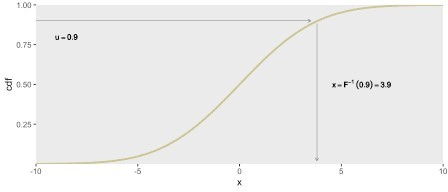 1.00
u = 0.9
0.75
cdf
0.50
x = F⁻¹(0.9) = 3.9
0.25
-10 -5 0 5 10
x